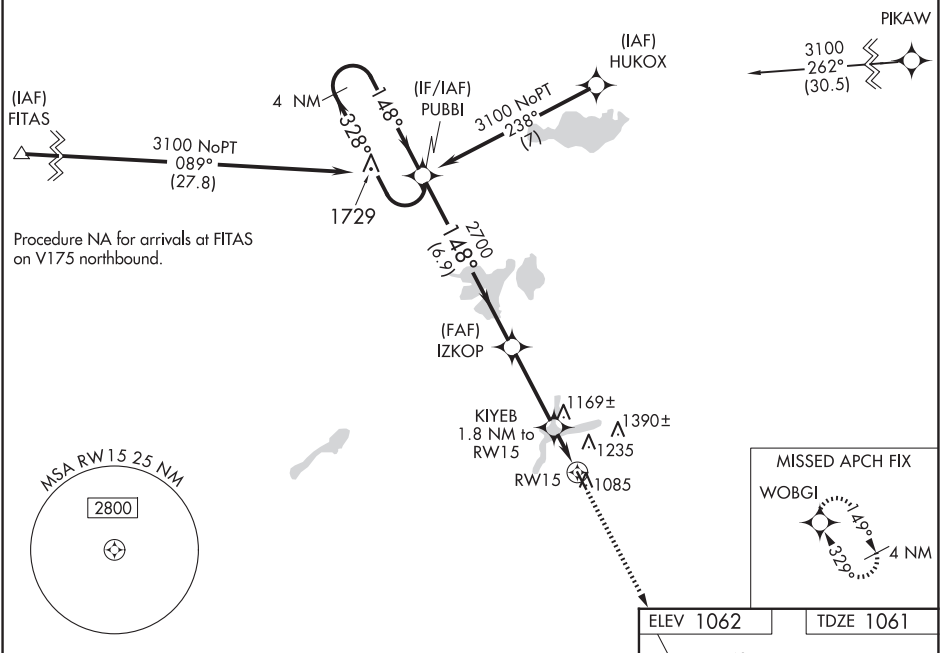 PIKAW
3100
262°
(30.5)
(IAF)
HUKOX
3100 NoPT
238°
(7)
(IF/IAF)
PUBBI
4 NM
148°
328°
(IAF)
FITAS
3100 NoPT
089°
(27.8)
1729
Procedure NA for arrivals at FITAS
on V175 northbound.
2700
148°
(6.9)
(FAF)
IZKOP
KIYEB
1.8 NM to
RW15
1169±
1390±
1235
RW15
1085
MSA RW15 25 NM
2800
MISSED APCH FIX
WOBGI
149°
329°
4 NM
ELEV 1062
TDZE 1061